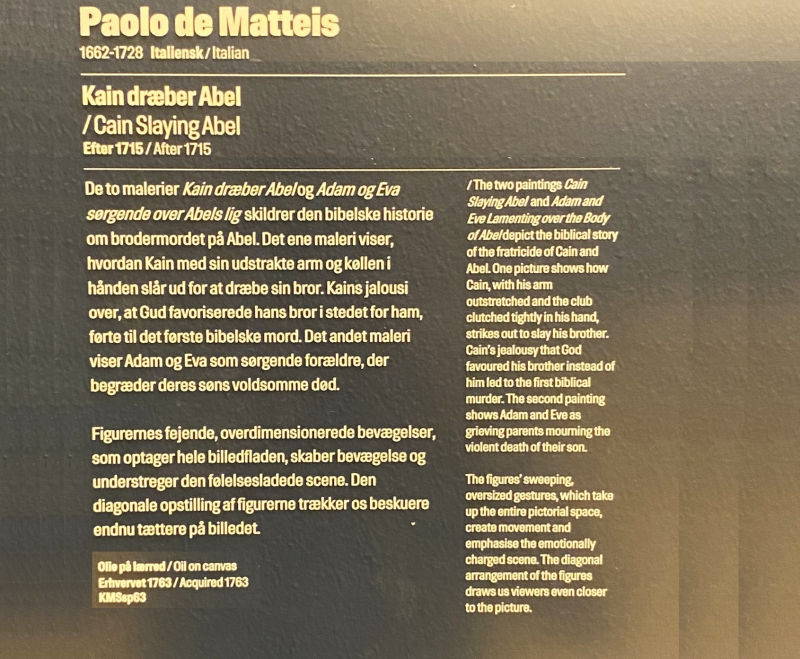 Paolo de Matteis
1662-1728 Italiensk / Italian
Kain dræber Abel
/ Cain Slaying Abel
Efter 1715 / After 1715
De to malerier Kain dræber Abel og Adam og Eva
sørgende over Abels lig skildrer den bibelske historie
om brodermordet på Abel. Det ene maleri viser,
hvordan Kain med sin udstrakte arm og køllen i
hånden slår ud for at dræbe sin bror. Kains jalousi
over, at Gud favoriserede hans bror i stedet for ham,
førte til det første bibelske mord. Det andet maleri
viser Adam og Eva som sørgende forældre, der
begræder deres søns voldsomme død.
Figurernes fejende, overdimensionerede bevægelser,
som optager hele billedfladen, skaber bevægelse og
understreger den følelsesladede scene. Den
diagonale opstilling af figurerne trækker os beskuere
endnu tættere på billedet.
Olie på lærred / Oil on canvas
Erhvervet 1763 / Acquired 1763
KMSsp63
/ The two paintings Cain
Slaying Abel and Adam and
Eve Lamenting over the Body
of Abel depict the biblical story
of the fratricide of Cain and
Abel. One picture shows how
Cain, with his arm
outstretched and the club
clutched tightly in his hand,
strikes out to slay his brother.
Cain's jealousy that God
favoured his brother instead of
him led to the first biblical
murder. The second painting
shows Adam and Eve as
grieving parents mourning the
violent death of their son.
The figures' sweeping,
oversized gestures, which take
up the entire pictorial space,
create movement and
emphasise the emotionally
charged scene. The diagonal
arrangement of the figures
draws us viewers even closer
to the picture.